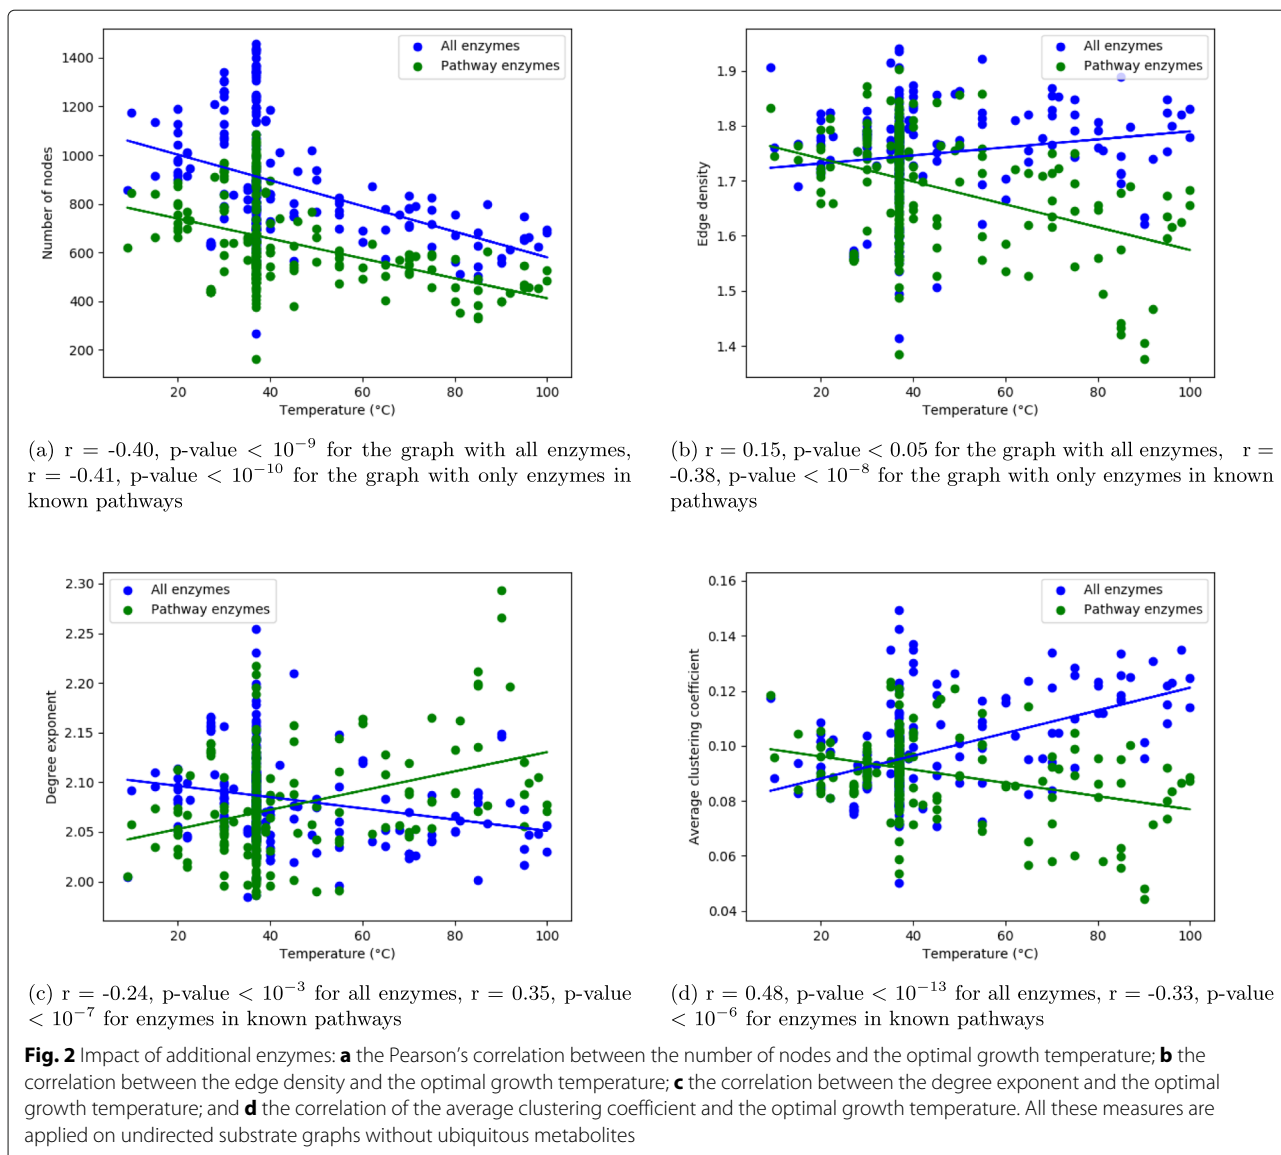 All enzymes
Pathway enzymes
1400
1200
1000
800
600
400
200
Number of nodes
20 40 60 80 100
Temperature (°C)
(a) r = -0.40, p-value < 10−9 for the graph with all enzymes,
r = -0.41, p-value < 10−10 for the graph with only enzymes in
known pathways
All enzymes
Pathway enzymes
1.9
1.8
1.7
1.6
1.5
1.4
Edge density
20 40 60 80 100
Temperature (°C)
(b) r = 0.15, p-value < 0.05 for the graph with all enzymes, r =
-0.38, p-value < 10−8 for the graph with only enzymes in known
pathways
All enzymes
Pathway enzymes
2.30
2.25
2.20
2.15
2.10
2.05
2.00
Degree exponent
20 40 60 80 100
Temperature (°C)
(c) r = -0.24, p-value < 10−3 for all enzymes, r = 0.35, p-value
< 10−7 for enzymes in known pathways
All enzymes
Pathway enzymes
0.16
0.14
0.12
0.10
0.08
0.06
0.04
Average clustering coefficient
20 40 60 80 100
Temperature (°C)
(d) r = 0.48, p-value < 10−13 for all enzymes, r = -0.33, p-value
< 10−6 for enzymes in known pathways
Fig. 2 Impact of additional enzymes: a the Pearson's correlation between the number of nodes and the optimal growth temperature; b the
correlation between the edge density and the optimal growth temperature; c the correlation between the degree exponent and the optimal
growth temperature; and d the correlation of the average clustering coefficient and the optimal growth temperature. All these measures are
applied on undirected substrate graphs without ubiquitous metabolites